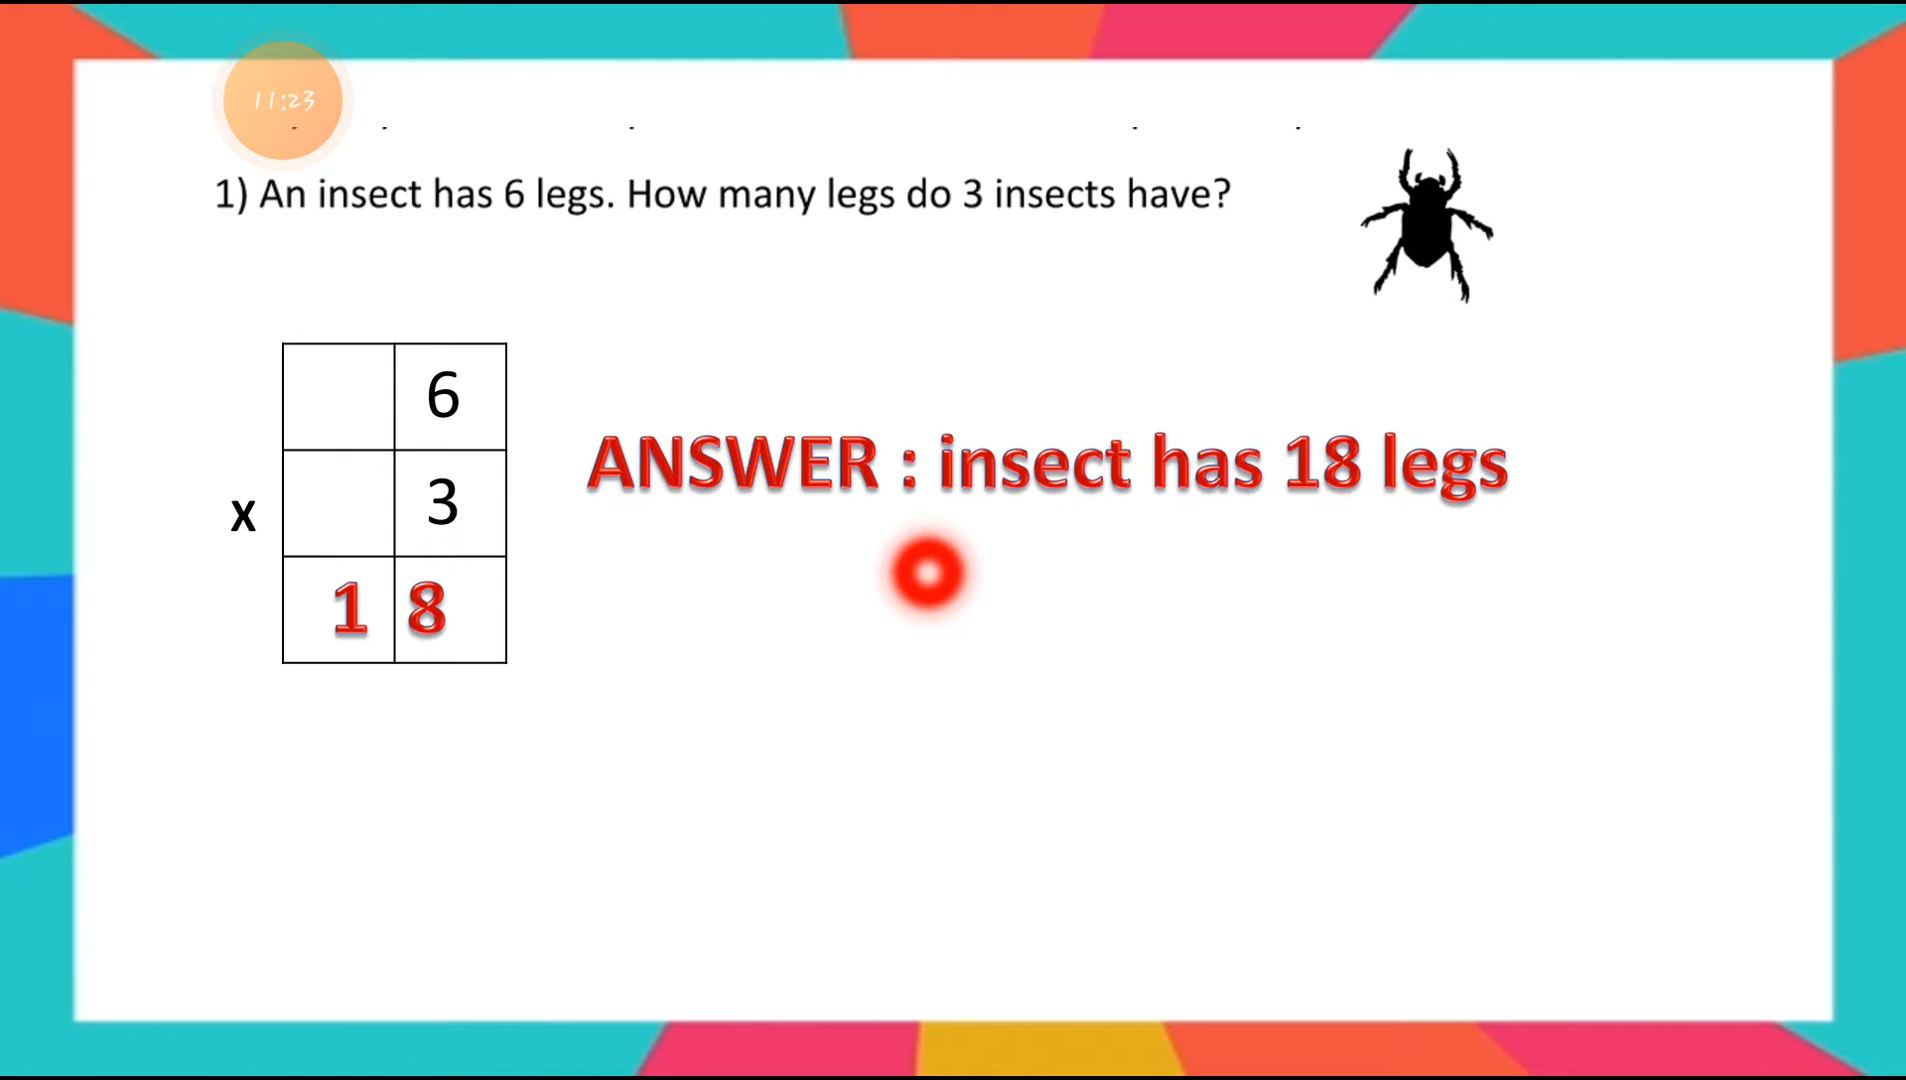 11:23
1) An insect has 6 legs. How many legs do 3 insects have?
6
x 3
1 8
ANSWER : insect has 18 legs